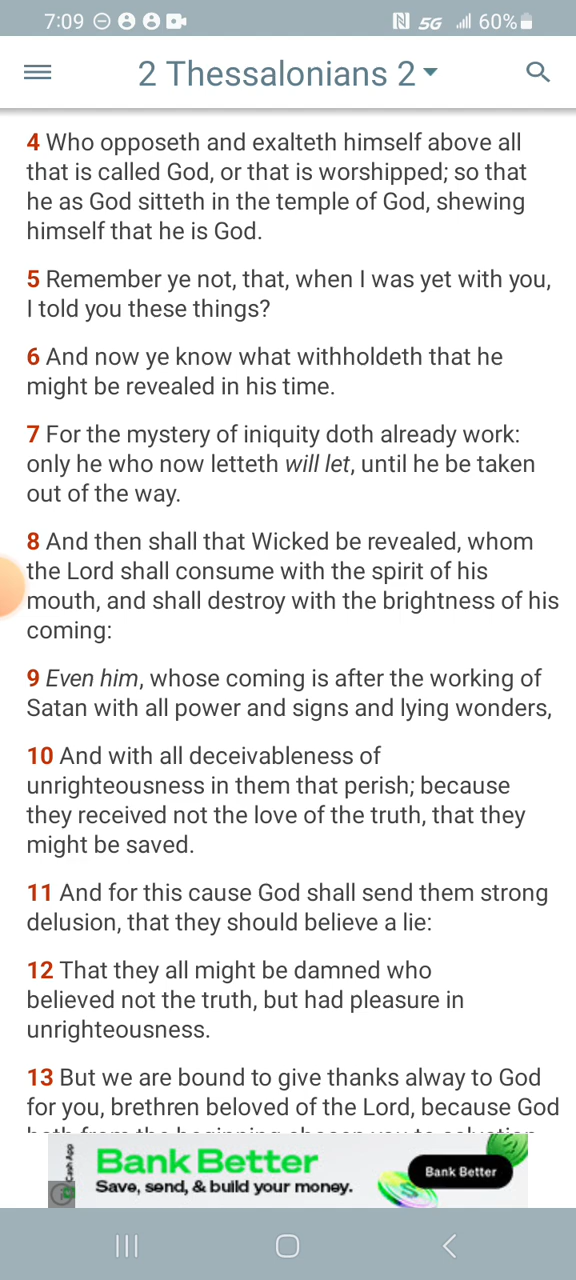 7:09
5G
60%
2 Thessalonians 2
4 Who opposeth and exalteth himself above all
that is called God, or that is worshipped; so that
he as God sitteth in the temple of God, shewing
himself that he is God.
5 Remember ye not, that, when I was yet with you,
I told you these things?
6 And now ye know what withholdeth that he
might be revealed in his time.
7 For the mystery of iniquity doth already work:
only he who now letteth will let, until he be taken
out of the way.
8 And then shall that Wicked be revealed, whom
the Lord shall consume with the spirit of his
mouth, and shall destroy with the brightness of his
coming:
9 Even him, whose coming is after the working of
Satan with all power and signs and lying wonders,
10 And with all deceivableness of
unrighteousness in them that perish; because
they received not the love of the truth, that they
might be saved.
11 And for this cause God shall send them strong
delusion, that they should believe a lie:
12 That they all might be damned who
believed not the truth, but had pleasure in
unrighteousness.
13 But we are bound to give thanks alway to God
for you, brethren beloved of the Lord, because God
hath from the beginning chosen you to salvation
Cash App
Bank Better
Save, send, & build your money.
Bank Better